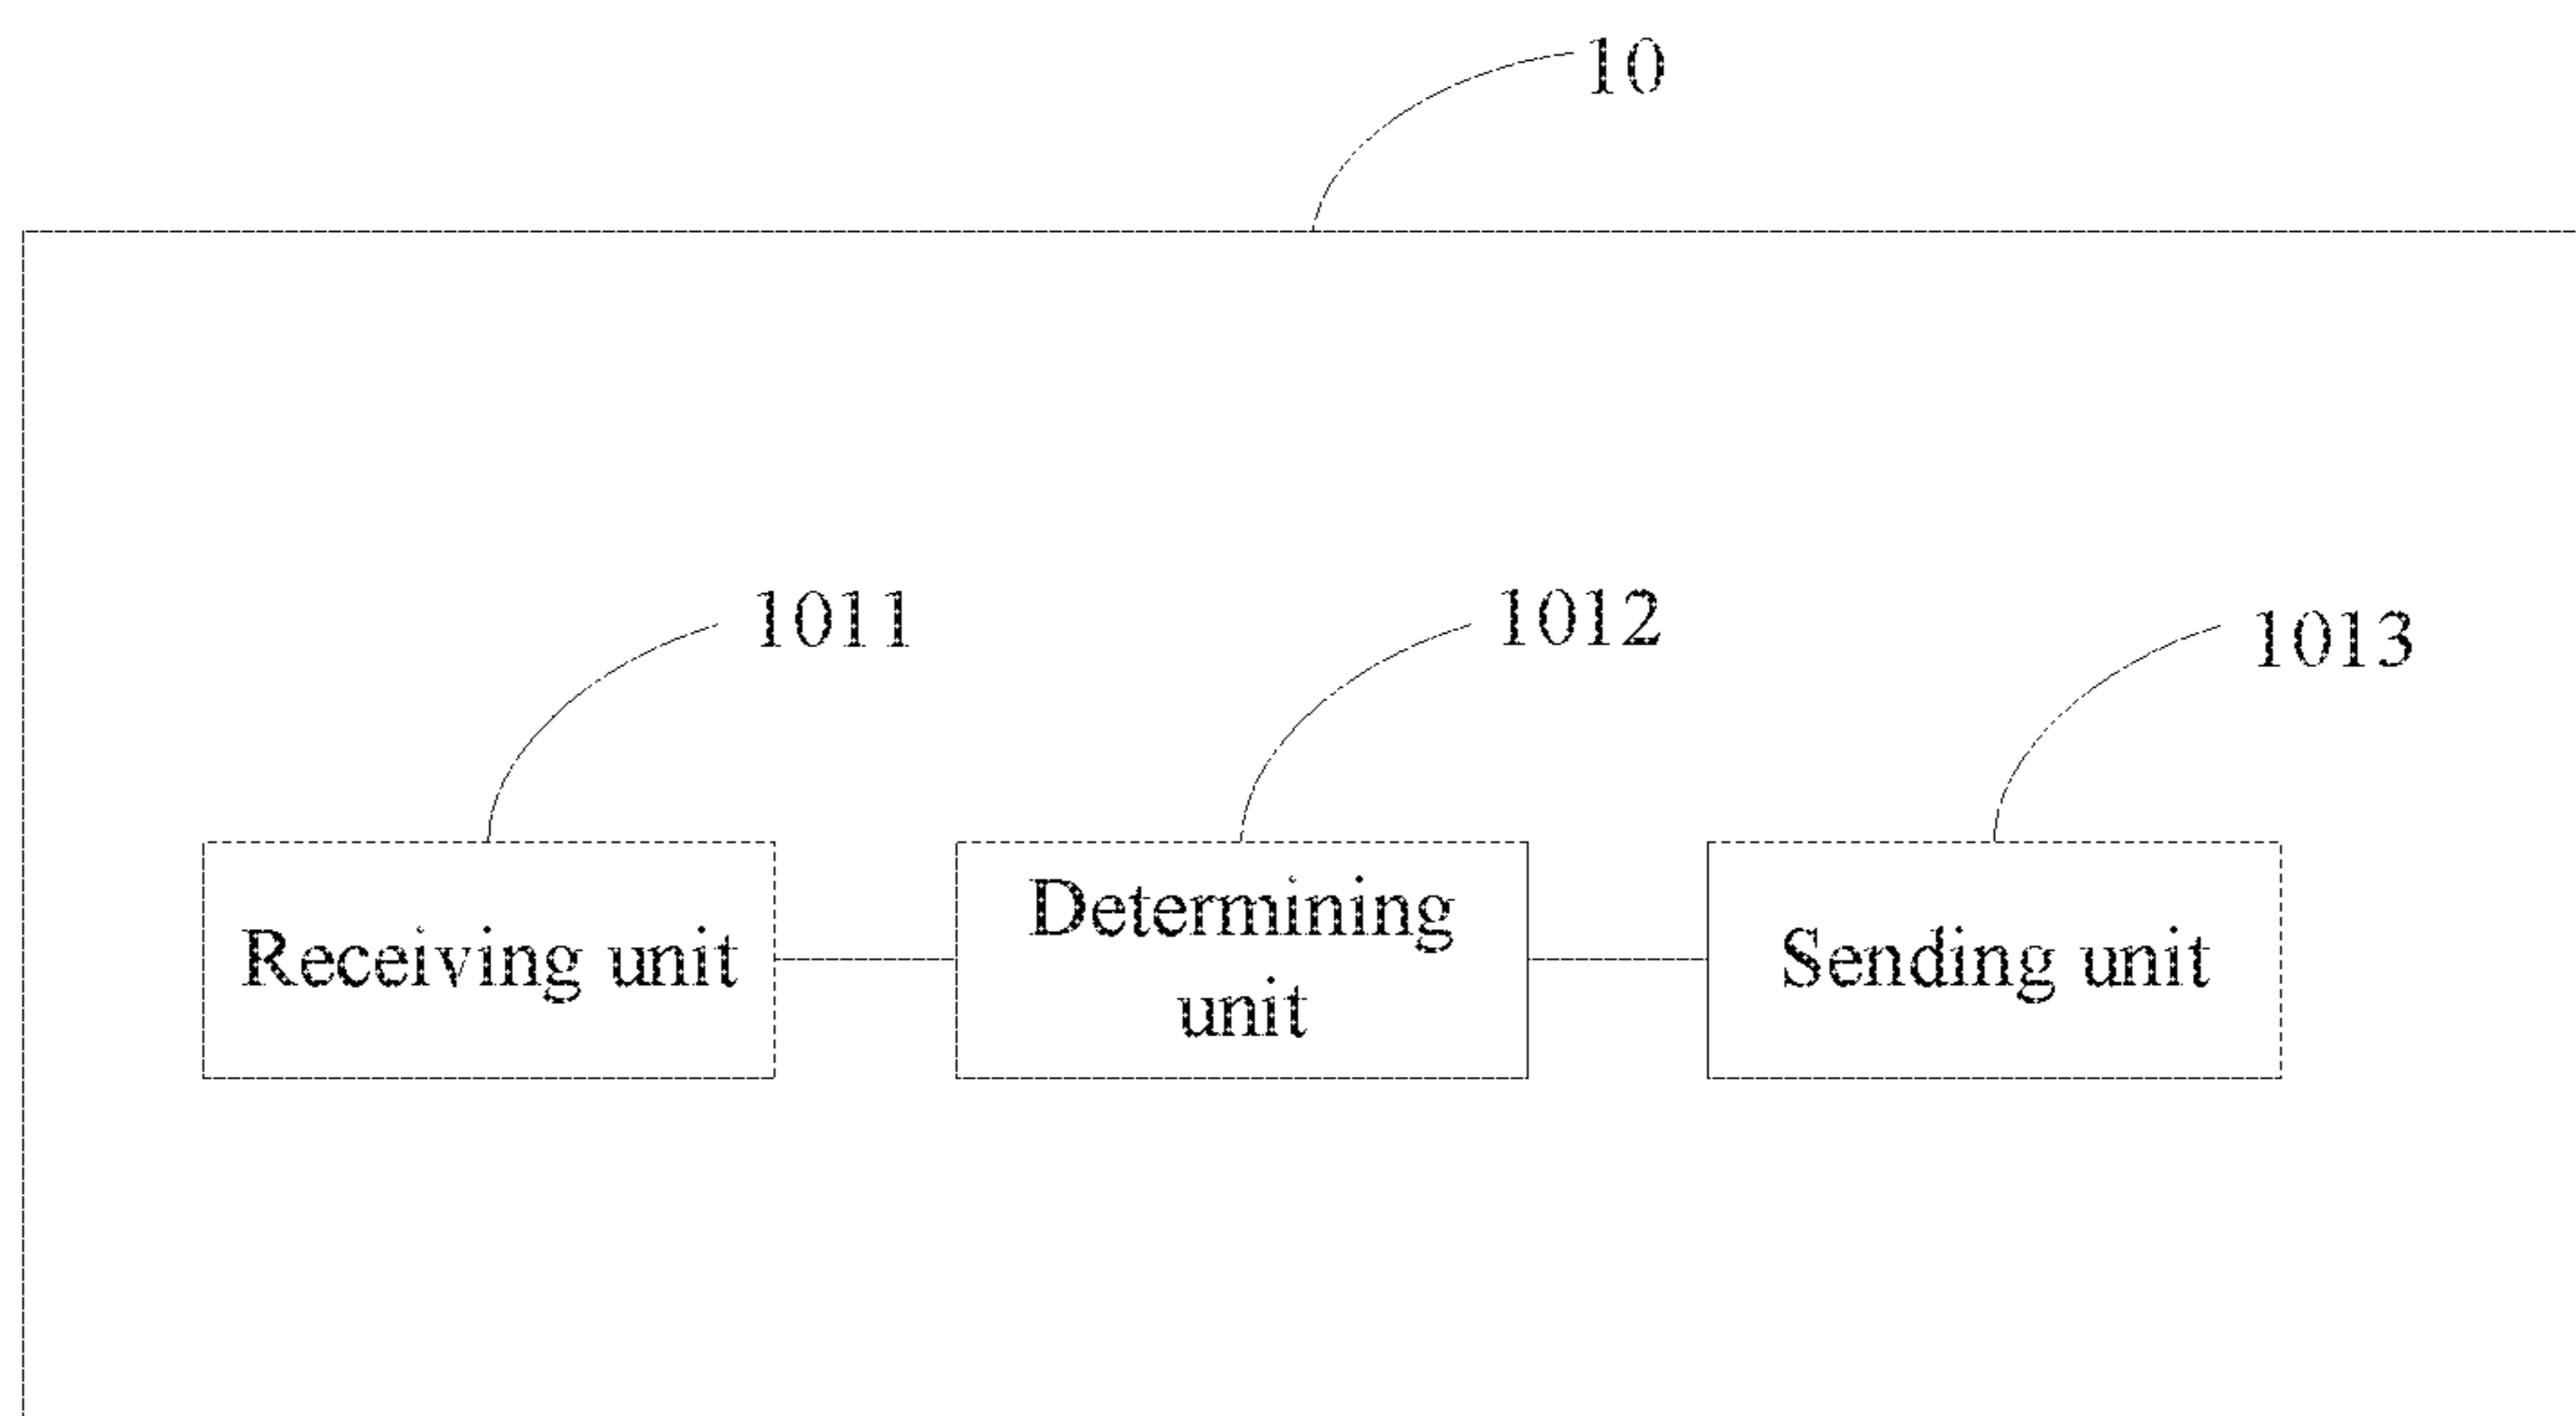 10
1011
1012
1013
Receiving unit
Determining
unit
Sending unit